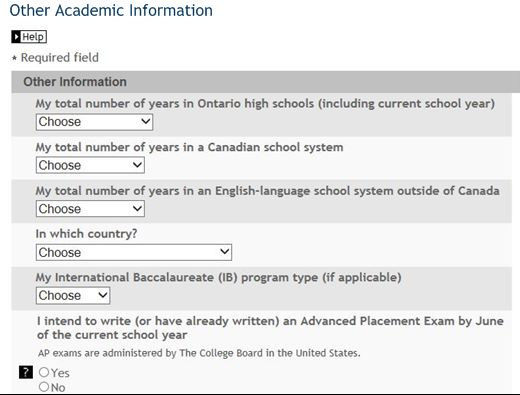 Other Academic Information
Help
* Required field
Other Information
My total number of years in Ontario high schools (including current school year)
Choose
My total number of years in a Canadian school system
Choose
My total number of years in an English-language school system outside of Canada
Choose
In which country?
Choose
My International Baccalaureate (IB) program type (if applicable)
Choose
I intend to write (or have already written) an Advanced Placement Exam by June
of the current school year
AP exams are administered by The College Board in the United States.
? Yes
No